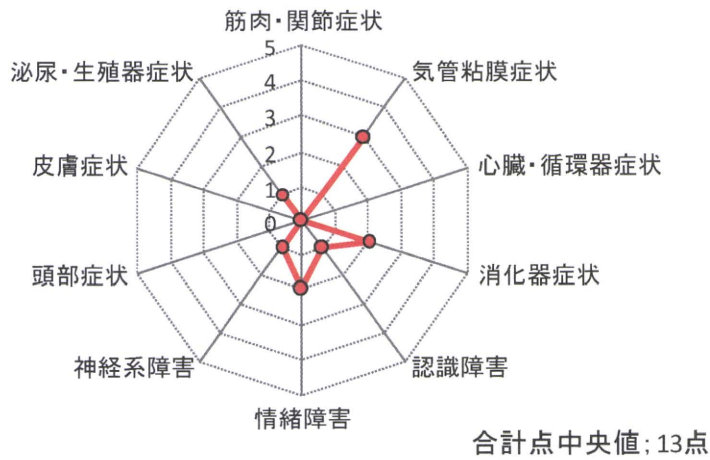 筋肉・関節症状
5
泌尿・生殖器症状
4
気管粘膜症状
3
皮膚症状
2
心臓・循環器症状
1
0
頭部症状
消化器症状
神経系障害
認識障害
情緒障害
合計点中央値；13点